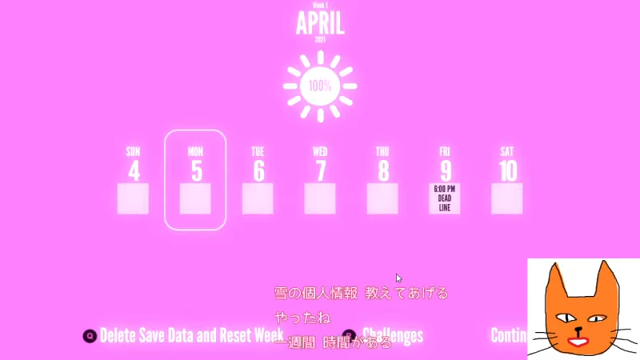 Week 1
APRIL
2021
100%
SUN MON TUE WED THU FRI SAT
4 5 6 7 8 9 10
6:00 PM
DEAD
LINE
雪の個人情報 教えてあげる
やったね
Q Delete Save Data and Reset Week Challenges Contin
一週間 時間がある